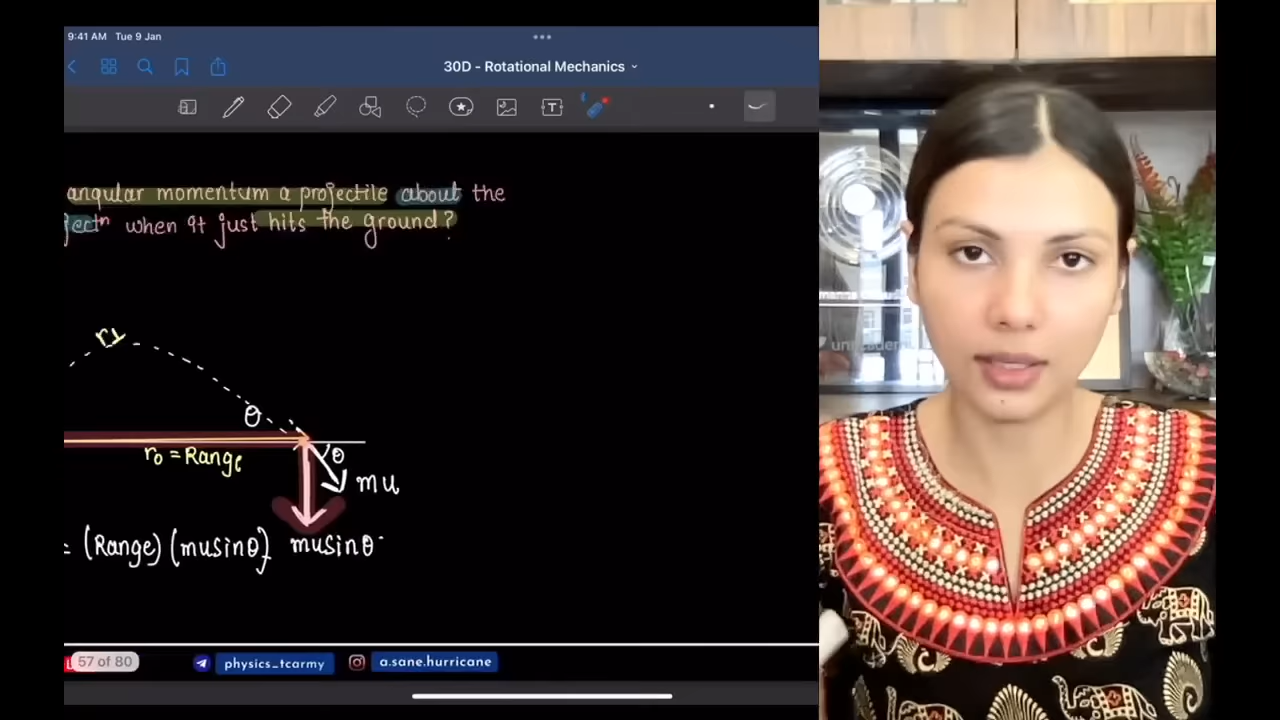 9:41 AM Tue 9 Jan
30D - Rotational Mechanics
angular momentum a projectile about the
jectⁿ when it just hits the ground?
θ
r₀ = Range
θ
mu
= (Range) (musinθ)
musinθ
57 of 80
physics_tcarmy
a.sane.hurricane